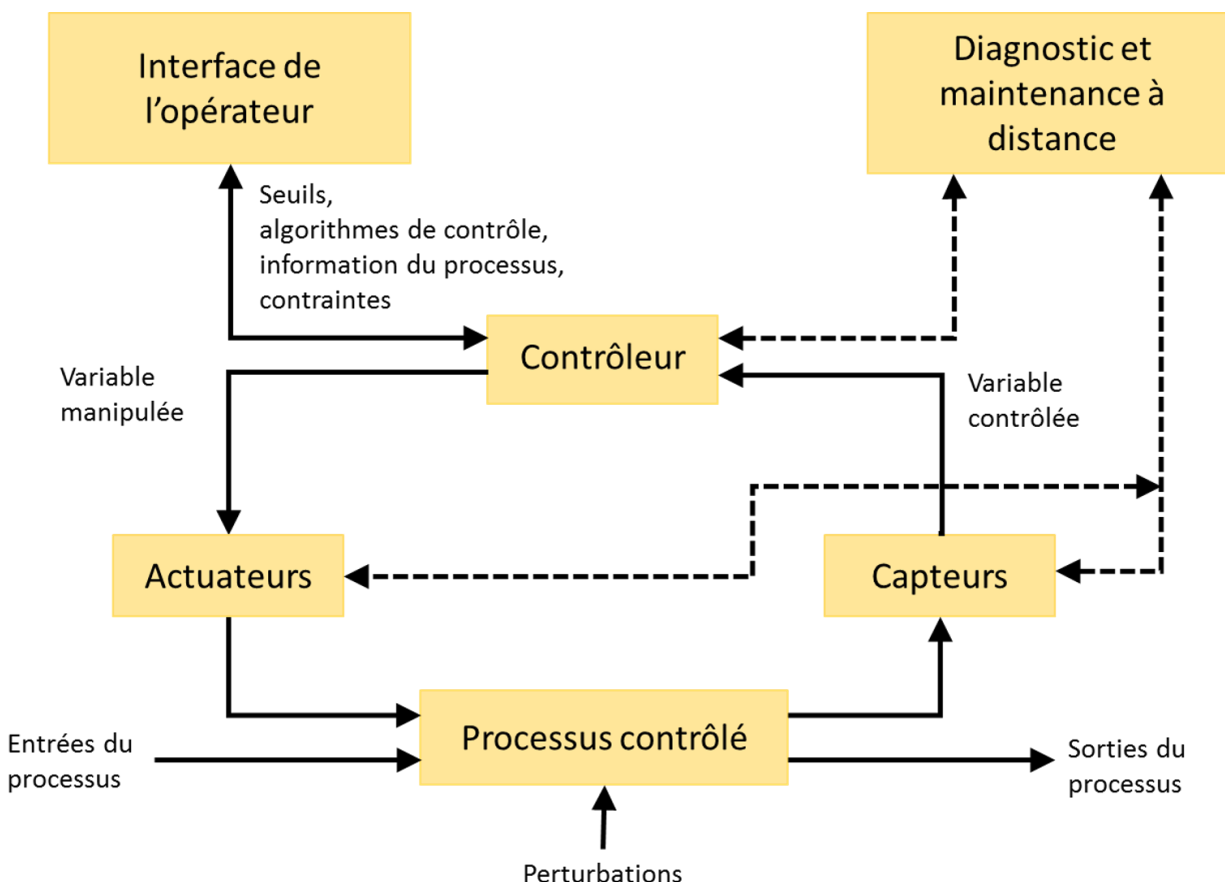 Interface de
l’opérateur
Diagnostic et
maintenance à
distance
Seuils,
algorithmes de contrôle,
information du processus,
contraintes
Contrôleur
Variable
manipulée
Variable
contrôlée
Actuateurs
Capteurs
Processus contrôlé
Entrées du
processus
Sorties du
processus
Perturbations